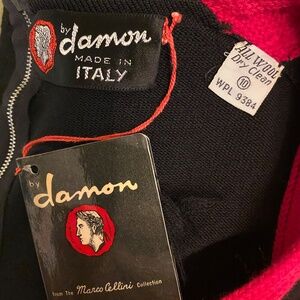 by
damon
MADE IN
ITALY
ALL WOOL
Dry Clean
10
WPL 9384
by
damon
From The Marco Cellini Collection